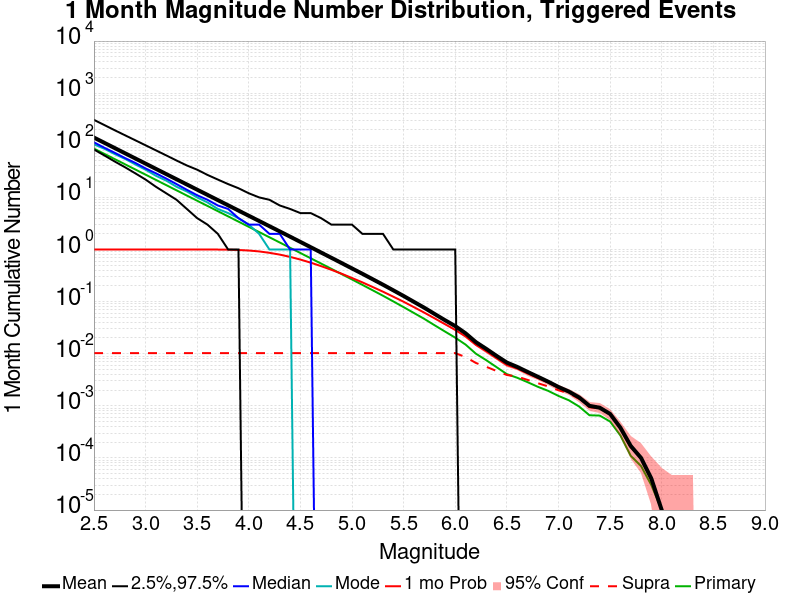 1 Month Magnitude Number Distribution, Triggered Events
1 Month Cumulative Number
10 4
10 3
10 2
10 1
10 0
10 -1
10 -2
10 -3
10 -4
10 -5
2.5 3.0 3.5 4.0 4.5 5.0 5.5 6.0 6.5 7.0 7.5 8.0 8.5 9.0
Magnitude
Mean 2.5%,97.5% Median Mode 1 mo Prob 95% Conf Supra Primary